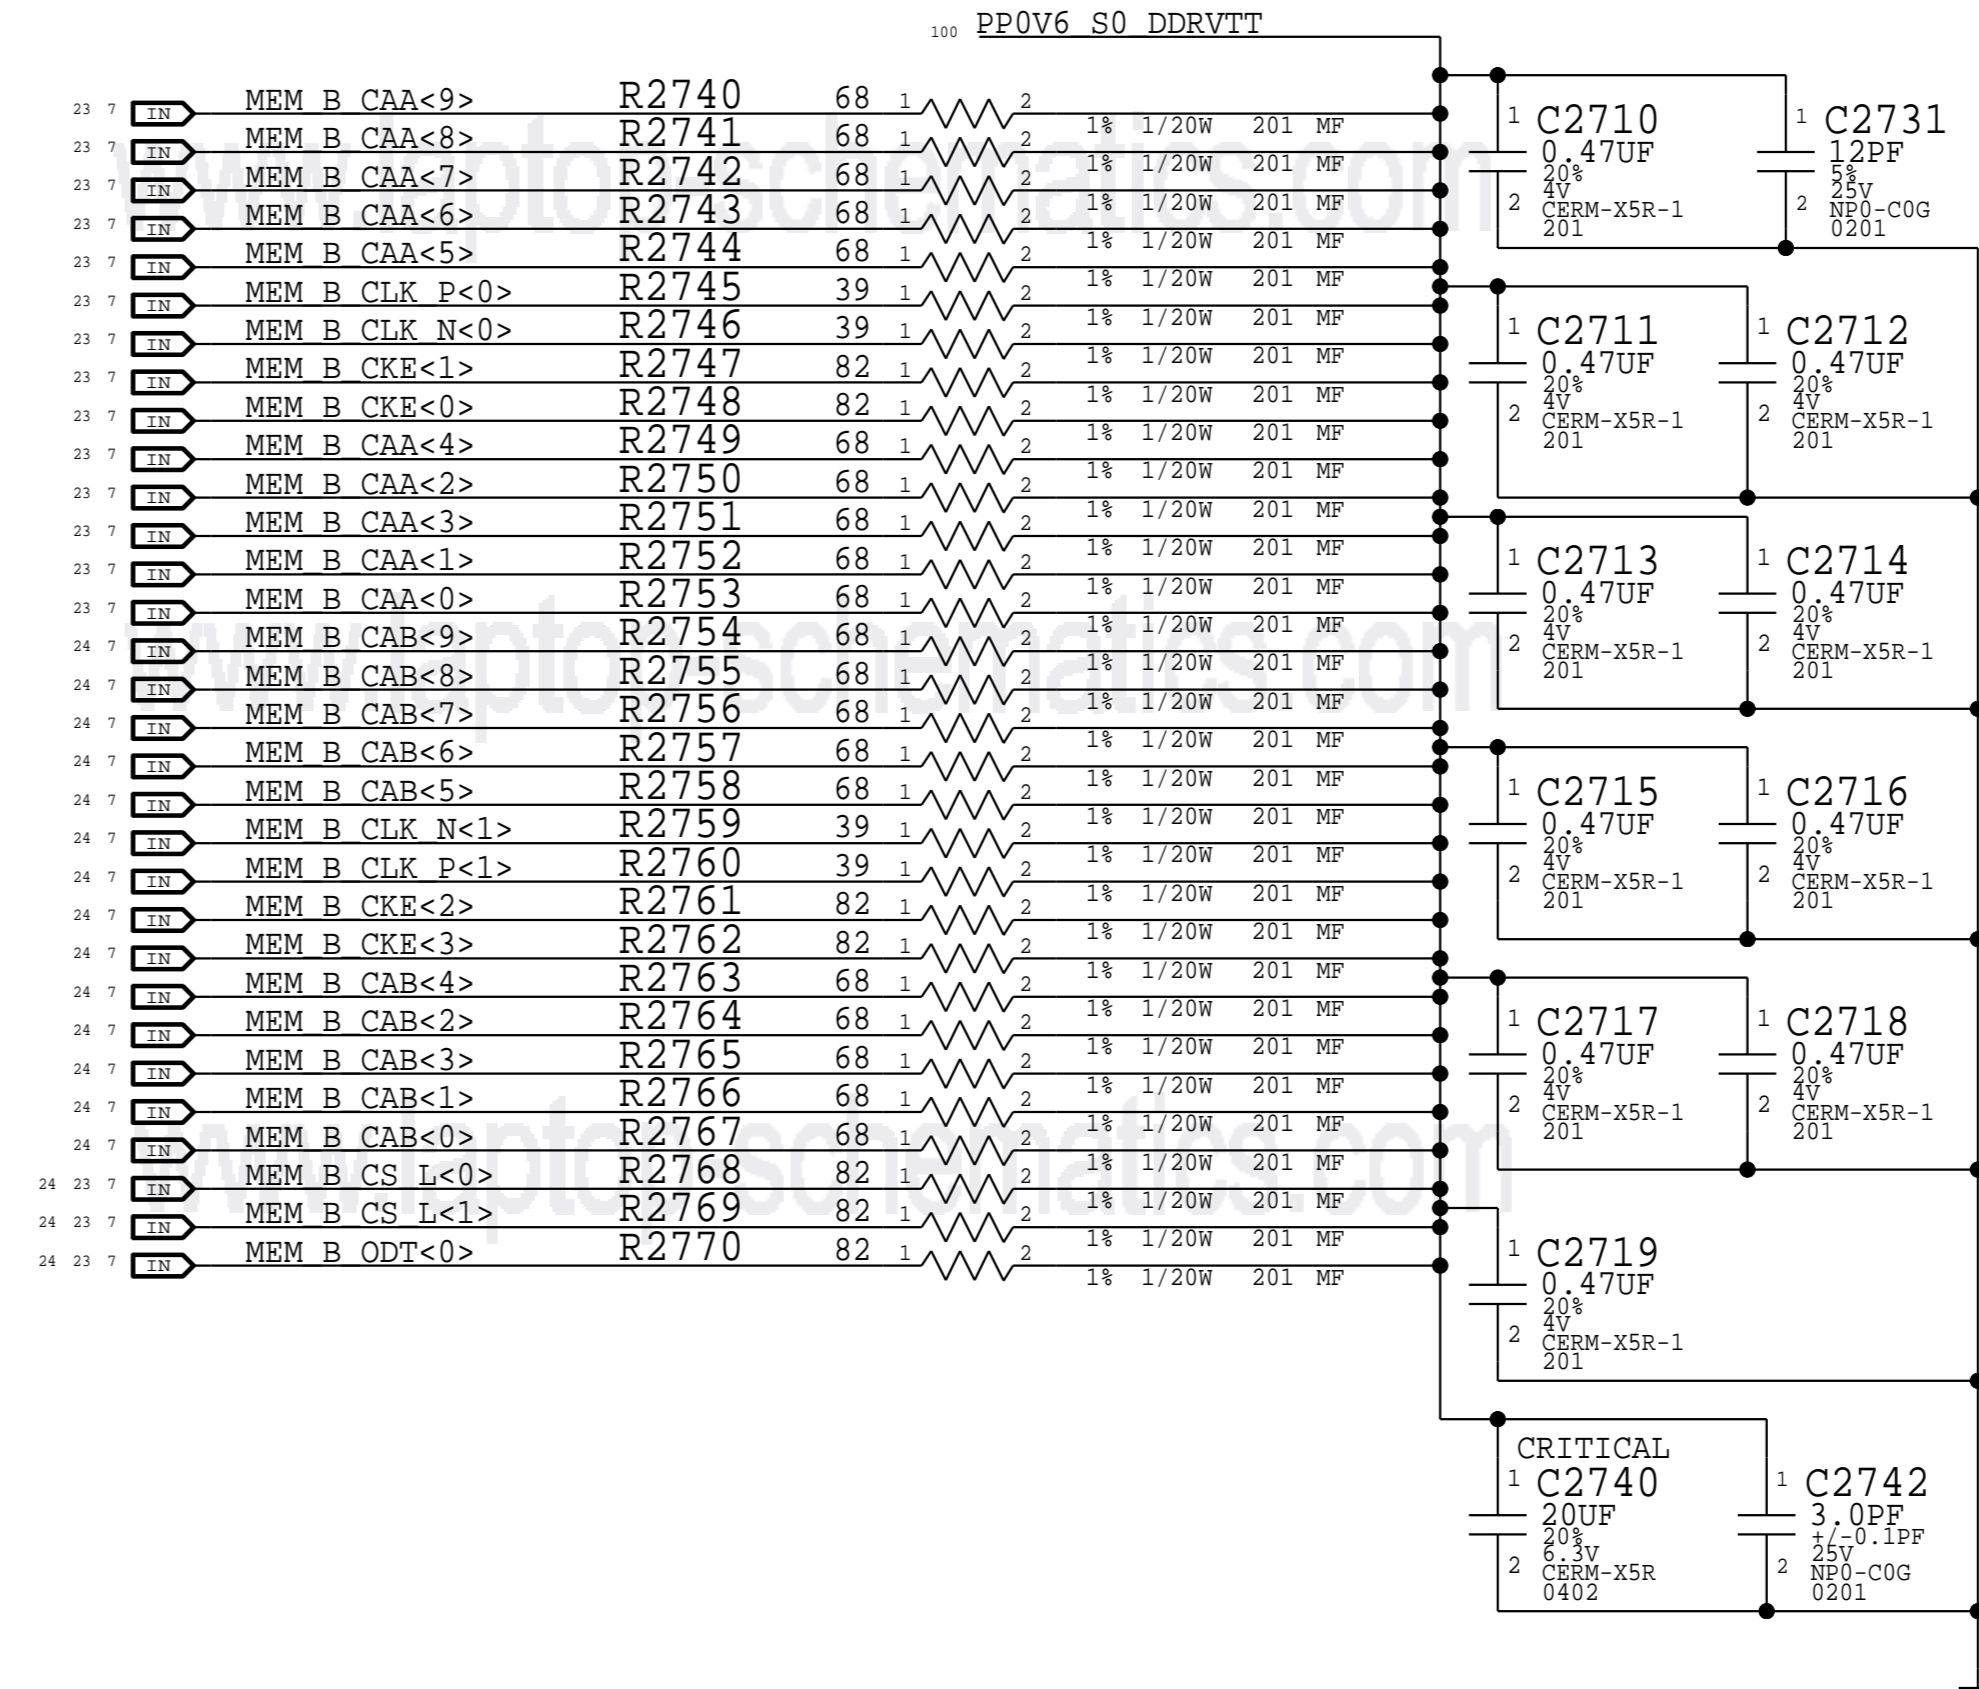 100 PP0V6_S0_DDRVTT
23 7 IN MEM_B_CAA<9> R2740 68 1 2 1% 1/20W 201 MF
23 7 IN MEM_B_CAA<8> R2741 68 1 2 1% 1/20W 201 MF
23 7 IN MEM_B_CAA<7> R2742 68 1 2 1% 1/20W 201 MF
23 7 IN MEM_B_CAA<6> R2743 68 1 2 1% 1/20W 201 MF
23 7 IN MEM_B_CAA<5> R2744 68 1 2 1% 1/20W 201 MF
23 7 IN MEM_B_CLK_P<0> R2745 39 1 2 1% 1/20W 201 MF
23 7 IN MEM_B_CLK_N<0> R2746 39 1 2 1% 1/20W 201 MF
23 7 IN MEM_B_CKE<1> R2747 82 1 2 1% 1/20W 201 MF
23 7 IN MEM_B_CKE<0> R2748 82 1 2 1% 1/20W 201 MF
23 7 IN MEM_B_CAA<4> R2749 68 1 2 1% 1/20W 201 MF
23 7 IN MEM_B_CAA<2> R2750 68 1 2 1% 1/20W 201 MF
23 7 IN MEM_B_CAA<3> R2751 68 1 2 1% 1/20W 201 MF
23 7 IN MEM_B_CAA<1> R2752 68 1 2 1% 1/20W 201 MF
23 7 IN MEM_B_CAA<0> R2753 68 1 2 1% 1/20W 201 MF
24 7 IN MEM_B_CAB<9> R2754 68 1 2 1% 1/20W 201 MF
24 7 IN MEM_B_CAB<8> R2755 68 1 2 1% 1/20W 201 MF
24 7 IN MEM_B_CAB<7> R2756 68 1 2 1% 1/20W 201 MF
24 7 IN MEM_B_CAB<6> R2757 68 1 2 1% 1/20W 201 MF
24 7 IN MEM_B_CAB<5> R2758 68 1 2 1% 1/20W 201 MF
24 7 IN MEM_B_CLK_N<1> R2759 39 1 2 1% 1/20W 201 MF
24 7 IN MEM_B_CLK_P<1> R2760 39 1 2 1% 1/20W 201 MF
24 7 IN MEM_B_CKE<2> R2761 82 1 2 1% 1/20W 201 MF
24 7 IN MEM_B_CKE<3> R2762 82 1 2 1% 1/20W 201 MF
24 7 IN MEM_B_CAB<4> R2763 68 1 2 1% 1/20W 201 MF
24 7 IN MEM_B_CAB<2> R2764 68 1 2 1% 1/20W 201 MF
24 7 IN MEM_B_CAB<3> R2765 68 1 2 1% 1/20W 201 MF
24 7 IN MEM_B_CAB<1> R2766 68 1 2 1% 1/20W 201 MF
24 7 IN MEM_B_CAB<0> R2767 68 1 2 1% 1/20W 201 MF
24 23 7 IN MEM_B_CS_L<0> R2768 82 1 2 1% 1/20W 201 MF
24 23 7 IN MEM_B_CS_L<1> R2769 82 1 2 1% 1/20W 201 MF
24 23 7 IN MEM_B_ODT<0> R2770 82 1 2 1% 1/20W 201 MF
1 C2710
0.47UF
20%
4V
2 CERM-X5R-1
201
1 C2731
12PF
5%
25V
2 NP0-C0G
0201
1 C2711
0.47UF
20%
4V
2 CERM-X5R-1
201
1 C2712
0.47UF
20%
4V
2 CERM-X5R-1
201
1 C2713
0.47UF
20%
4V
2 CERM-X5R-1
201
1 C2714
0.47UF
20%
4V
2 CERM-X5R-1
201
1 C2715
0.47UF
20%
4V
2 CERM-X5R-1
201
1 C2716
0.47UF
20%
4V
2 CERM-X5R-1
201
1 C2717
0.47UF
20%
4V
2 CERM-X5R-1
201
1 C2718
0.47UF
20%
4V
2 CERM-X5R-1
201
1 C2719
0.47UF
20%
4V
2 CERM-X5R-1
201
CRITICAL
1 C2740
20UF
20%
6.3V
2 CERM-X5R
0402
1 C2742
3.0PF
+/-0.1PF
25V
2 NP0-C0G
0201
www.laptop-schematics.com
www.laptop-schematics.com
www.laptop-schematics.com